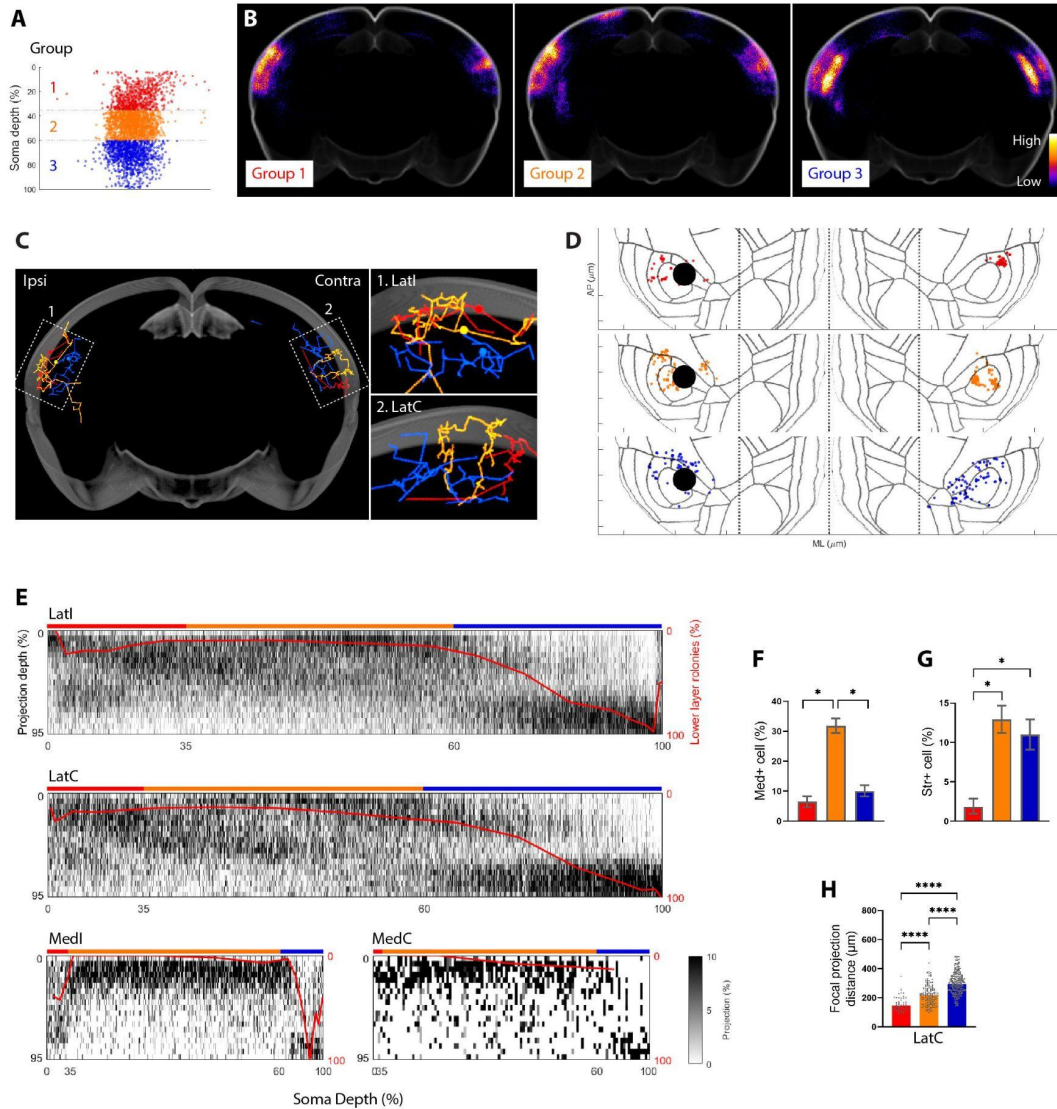 A
Group
0
20
40
60
80
100
1
2
3
Soma depth (%)
B
Group 1
Group 2
Group 3
High
Low
C
Ipsi
Contra
1
2
1. LatI
2. LatC
D
AP (μm)
ML (μm)
E
LatI
Projection depth (%)
0
95
0
35
60
100
0
100
Lower layer rolonies (%)
LatC
0
95
0
35
60
100
100
MedI
0
95
0
35
60
100
100
MedC
0
95
0
35
60
100
100
10
5
0
Projection (%)
Soma Depth (%)
F
Med+ cell (%)
40
30
20
10
0
*
*
G
Str+ cell (%)
15
10
5
0
*
*
H
Focal projection
distance (μm)
800
600
400
200
0
****
****
****
LatC